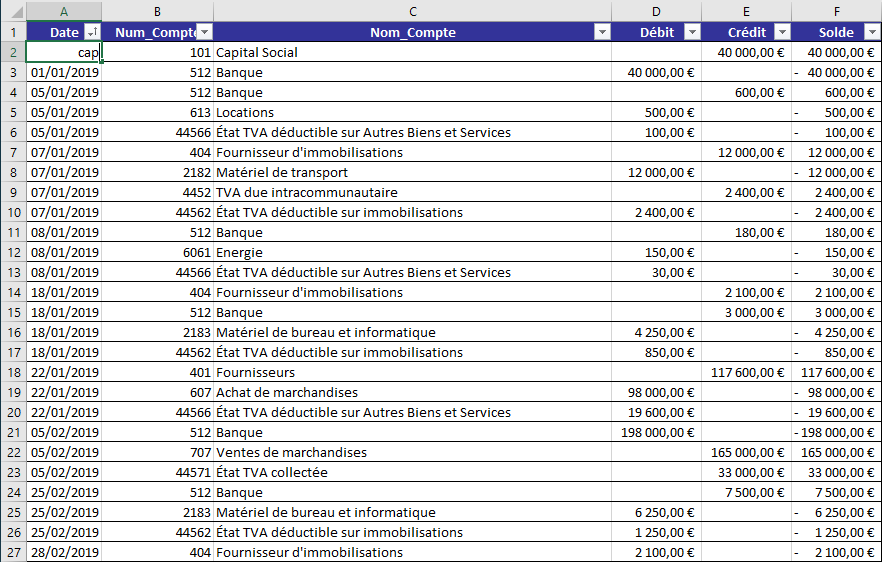 A B C D E F
1 Date Num_Compte Nom_Compte Débit Crédit Solde
2 cap 101 Capital Social 40 000,00 € 40 000,00 €
3 01/01/2019 512 Banque 40 000,00 € - 40 000,00 €
4 05/01/2019 512 Banque 600,00 € 600,00 €
5 05/01/2019 613 Locations 500,00 € - 500,00 €
6 05/01/2019 44566 État TVA déductible sur Autres Biens et Services 100,00 € - 100,00 €
7 07/01/2019 404 Fournisseur d'immobilisations 12 000,00 € 12 000,00 €
8 07/01/2019 2182 Matériel de transport 12 000,00 € - 12 000,00 €
9 07/01/2019 4452 TVA due intracommunautaire 2 400,00 € 2 400,00 €
10 07/01/2019 44562 État TVA déductible sur immobilisations 2 400,00 € - 2 400,00 €
11 08/01/2019 512 Banque 180,00 € 180,00 €
12 08/01/2019 6061 Energie 150,00 € - 150,00 €
13 08/01/2019 44566 État TVA déductible sur Autres Biens et Services 30,00 € - 30,00 €
14 18/01/2019 404 Fournisseur d'immobilisations 2 100,00 € 2 100,00 €
15 18/01/2019 512 Banque 3 000,00 € 3 000,00 €
16 18/01/2019 2183 Matériel de bureau et informatique 4 250,00 € - 4 250,00 €
17 18/01/2019 44562 État TVA déductible sur immobilisations 850,00 € - 850,00 €
18 22/01/2019 401 Fournisseurs 117 600,00 € 117 600,00 €
19 22/01/2019 607 Achat de marchandises 98 000,00 € - 98 000,00 €
20 22/01/2019 44566 État TVA déductible sur Autres Biens et Services 19 600,00 € - 19 600,00 €
21 05/02/2019 512 Banque 198 000,00 € - 198 000,00 €
22 05/02/2019 707 Ventes de marchandises 165 000,00 € 165 000,00 €
23 05/02/2019 44571 État TVA collectée 33 000,00 € 33 000,00 €
24 25/02/2019 512 Banque 7 500,00 € 7 500,00 €
25 25/02/2019 2183 Matériel de bureau et informatique 6 250,00 € - 6 250,00 €
26 25/02/2019 44562 État TVA déductible sur immobilisations 1 250,00 € - 1 250,00 €
27 28/02/2019 404 Fournisseur d'immobilisations 2 100,00 € - 2 100,00 €